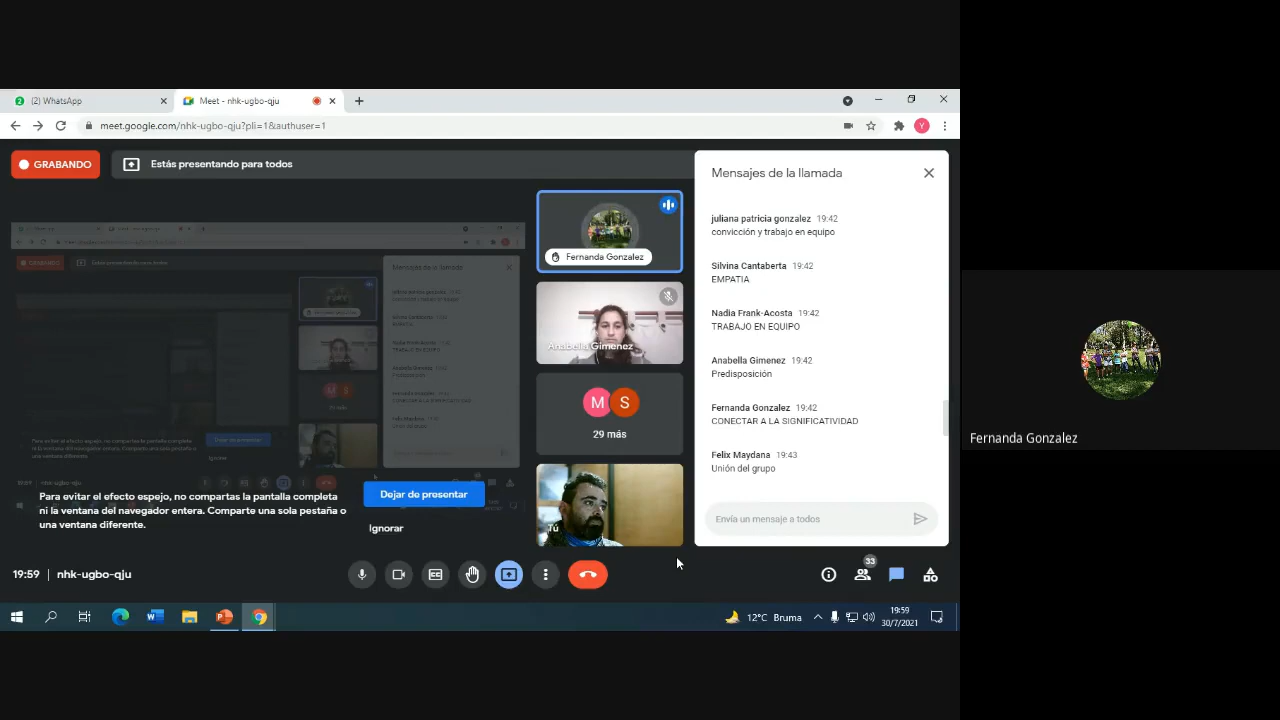 (2) WhatsApp
Meet - nhk-ugbo-qju
meet.google.com/nhk-ugbo-qju?pli=1&authuser=1
Y
GRABANDO
Estás presentando para todos
Mensajes de la llamada
juliana patricia gonzalez 19:42
convicción y trabajo en equipo
Silvina Cantaberta 19:42
EMPATIA
Nadia Frank-Acosta 19:42
TRABAJO EN EQUIPO
Anabella Gimenez 19:42
Predisposición
Fernanda Gonzalez 19:42
CONECTAR A LA SIGNIFICATIVIDAD
Felix Maydana 19:43
Unión del grupo
Envía un mensaje a todos
Fernanda Gonzalez
Anabella Gimenez
M S
29 más
Tú
Para evitar el efecto espejo, no compartas la pantalla completa
ni la ventana del navegador entera. Comparte una sola pestaña o
una ventana diferente.
Dejar de presentar
Ignorar
19:59 | nhk-ugbo-qju
33
12°C Bruma
19:59
30/7/2021
Fernanda Gonzalez